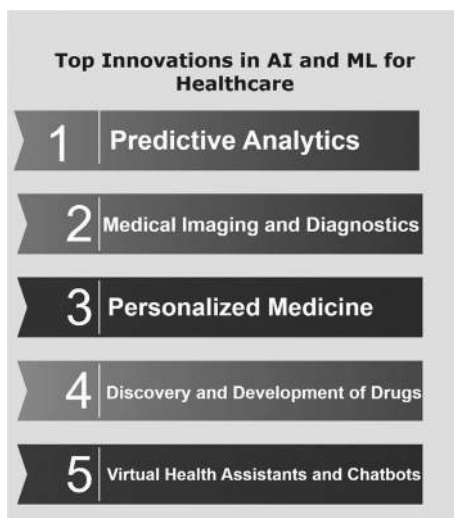 Top Innovations in AI and ML for
Healthcare
1 Predictive Analytics
2 Medical Imaging and Diagnostics
3 Personalized Medicine
4 Discovery and Development of Drugs
5 Virtual Health Assistants and Chatbots